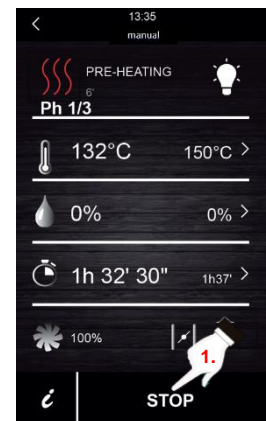 13:35
manual
PRE-HEATING
6'
Ph 1/3
132°C 150°C >
0% 0% >
1h 32' 30" 1h37' >
100%
1.
i STOP